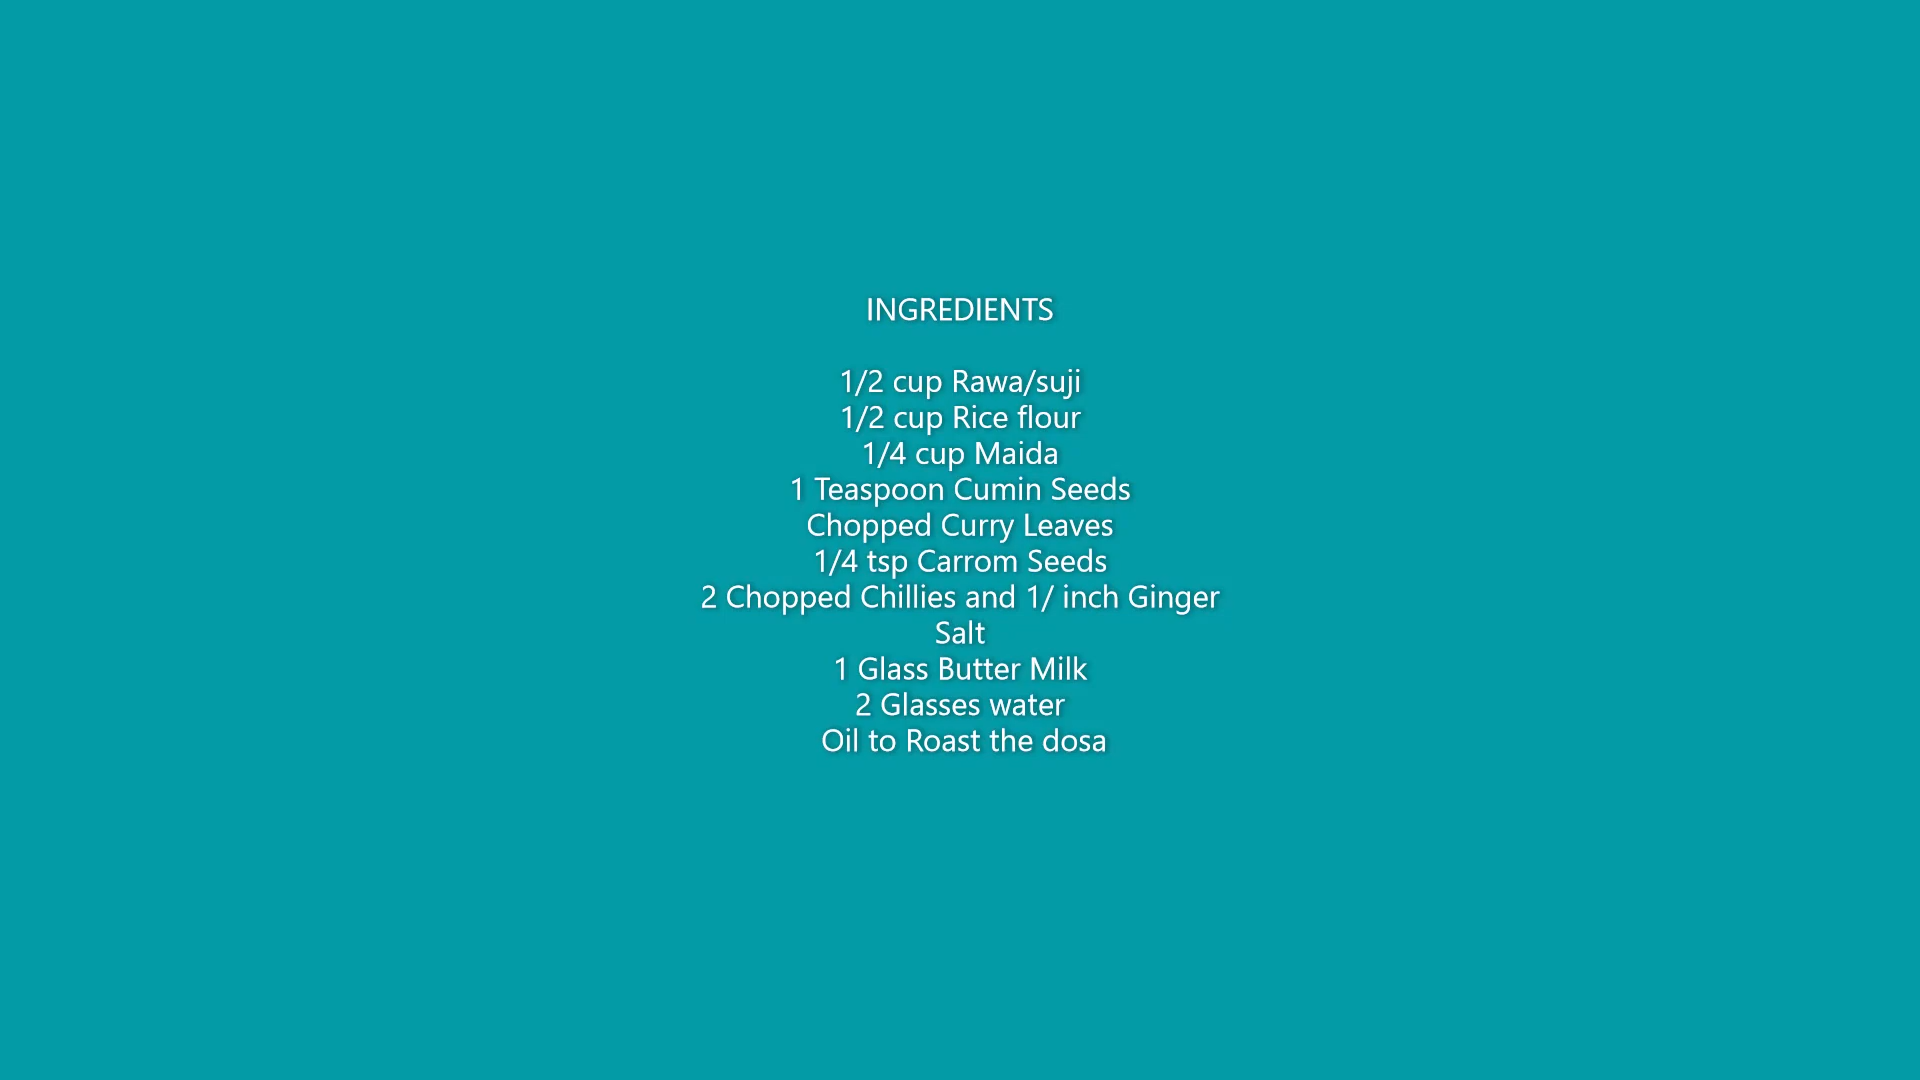 INGREDIENTS
1/2 cup Rawa/suji
1/2 cup Rice flour
1/4 cup Maida
1 Teaspoon Cumin Seeds
Chopped Curry Leaves
1/4 tsp Carrom Seeds
2 Chopped Chillies and 1/ inch Ginger
Salt
1 Glass Butter Milk
2 Glasses water
Oil to Roast the dosa